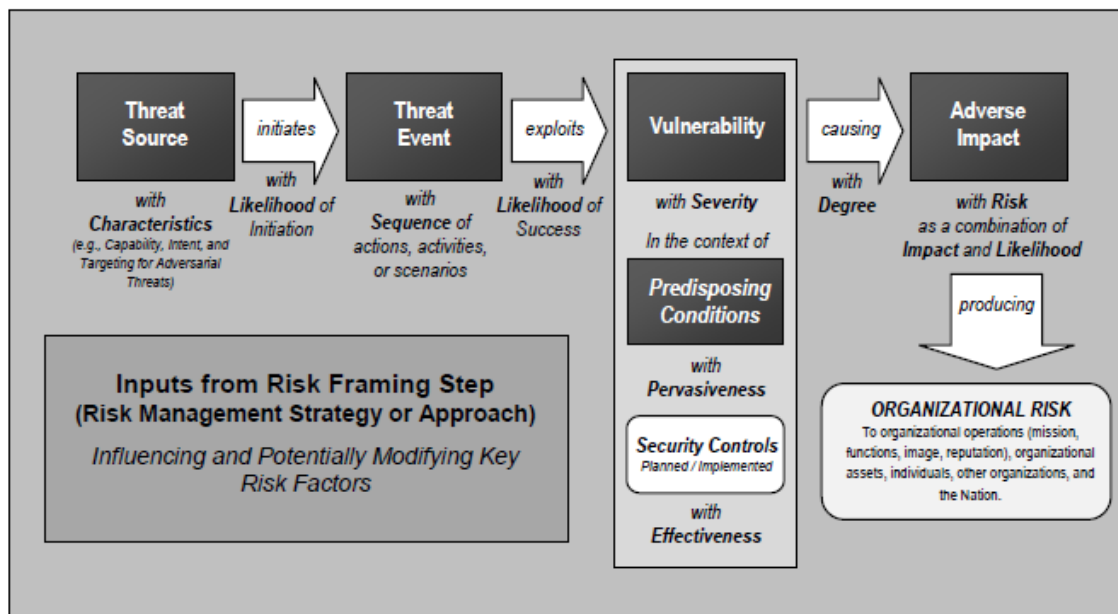 Threat
Source
initiates
Threat
Event
exploits
Vulnerability
causing
Adverse
Impact
with
Characteristics
(e.g., Capability, Intent, and
Targeting for Adversarial
Threats)
with
Likelihood of
Initiation
with
Sequence of
actions, activities,
or scenarios
with
Likelihood of
Success
with Severity
In the context of
Predisposing
Conditions
with
Pervasiveness
Security Controls
Planned / Implemented
with
Effectiveness
with
Degree
with Risk
as a combination of
Impact and Likelihood
producing
ORGANIZATIONAL RISK
To organizational operations (mission,
functions, image, reputation), organizational
assets, individuals, other organizations, and
the Nation.
Inputs from Risk Framing Step
(Risk Management Strategy or Approach)
Influencing and Potentially Modifying Key
Risk Factors